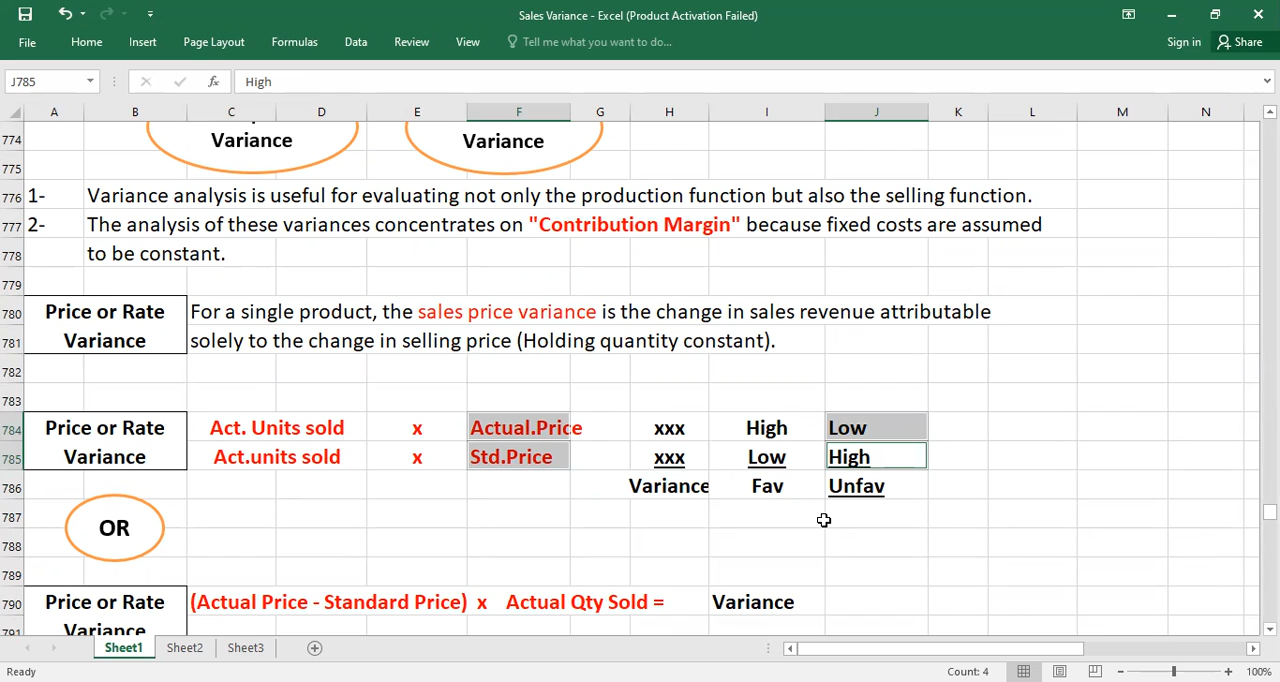 Sales Variance - Excel (Product Activation Failed)
File Home Insert Page Layout Formulas Data Review View Tell me what you want to do... Sign in Share
J785 fx High
A B C D E F G H I J K L M N
774 Variance Variance
775
776 1- Variance analysis is useful for evaluating not only the production function but also the selling function.
777 2- The analysis of these variances concentrates on "Contribution Margin" because fixed costs are assumed
778 to be constant.
779
780 Price or Rate For a single product, the sales price variance is the change in sales revenue attributable
781 Variance solely to the change in selling price (Holding quantity constant).
782
783
784 Price or Rate Act. Units sold x Actual.Price xxx High Low
785 Variance Act.units sold x Std.Price xxx Low High
786 Variance Fav Unfav
787 OR
788
789
790 Price or Rate (Actual Price - Standard Price) x Actual Qty Sold = Variance
791 Variance
Sheet1 Sheet2 Sheet3
Ready Count: 4 100%